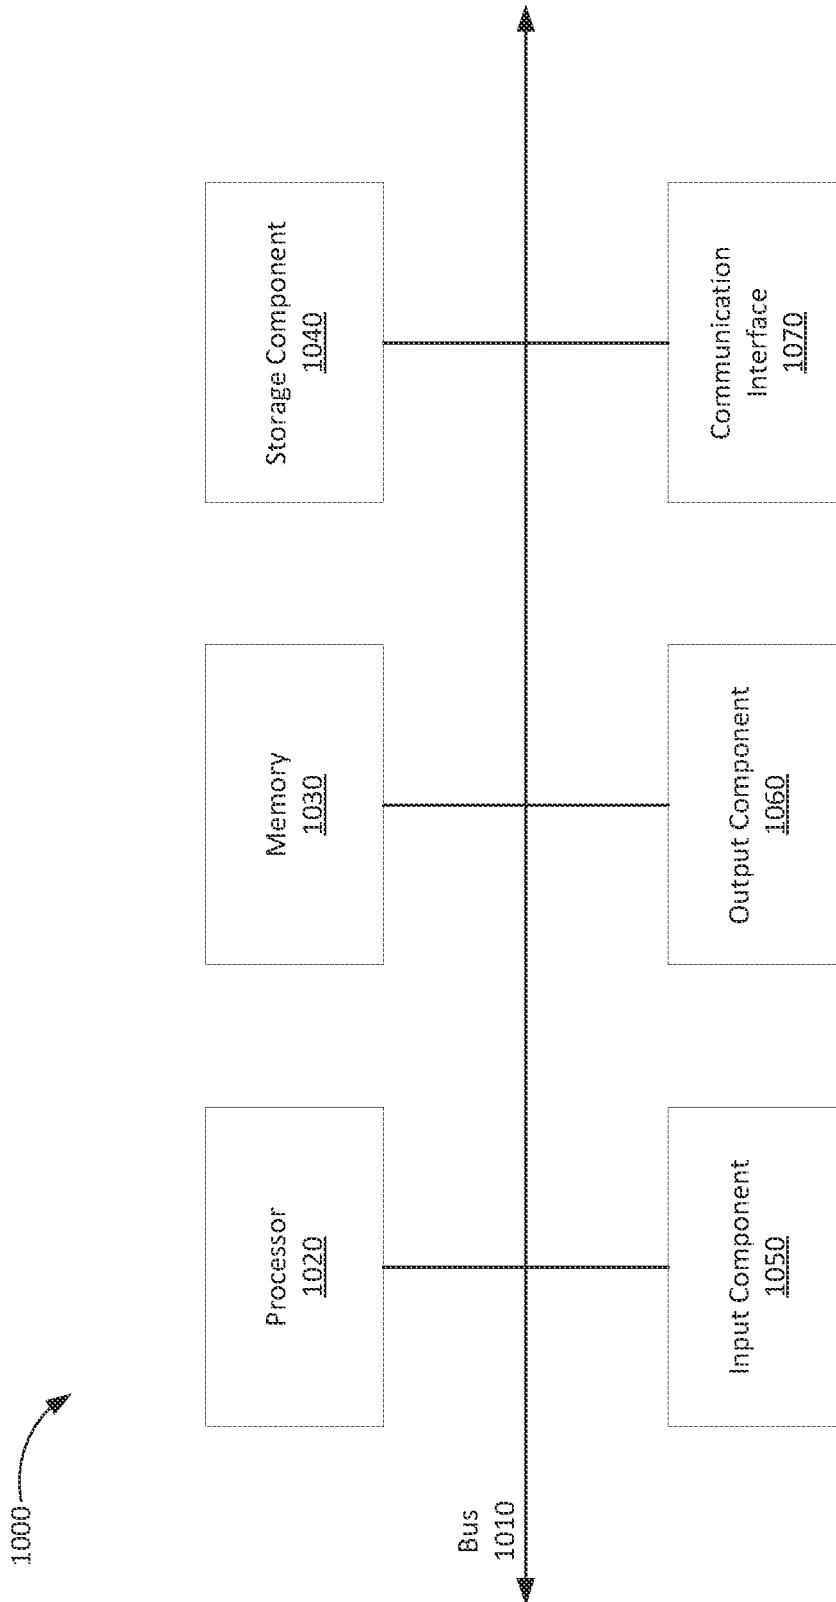 1000
Processor
1020
Memory
1030
Storage Component
1040
Bus
1010
Input Component
1050
Output Component
1060
Communication
Interface
1070